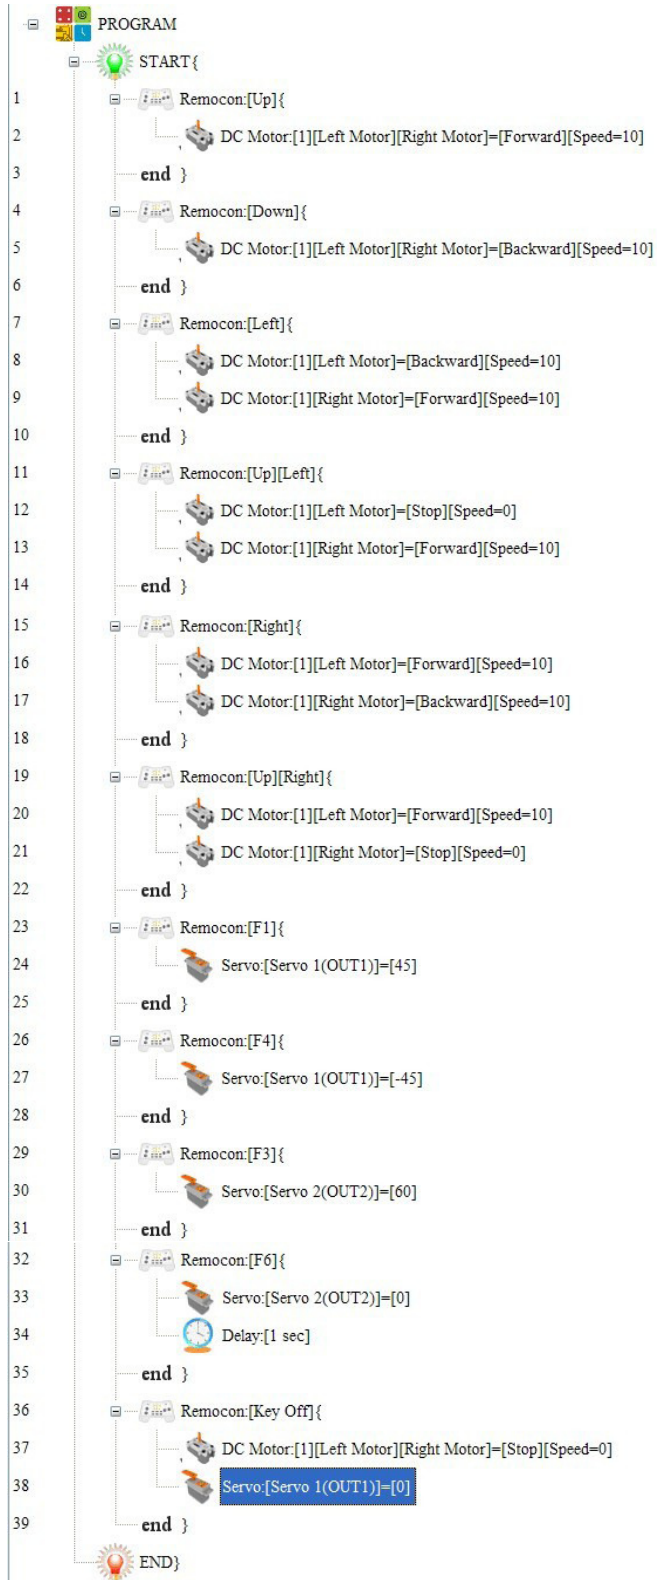 PROGRAM
START{
1 Remocon:[Up]{
2 DC Motor:[1][Left Motor][Right Motor]=[Forward][Speed=10]
3 end }
4 Remocon:[Down]{
5 DC Motor:[1][Left Motor][Right Motor]=[Backward][Speed=10]
6 end }
7 Remocon:[Left]{
8 DC Motor:[1][Left Motor]=[Backward][Speed=10]
9 DC Motor:[1][Right Motor]=[Forward][Speed=10]
10 end }
11 Remocon:[Up][Left]{
12 DC Motor:[1][Left Motor]=[Stop][Speed=0]
13 DC Motor:[1][Right Motor]=[Forward][Speed=10]
14 end }
15 Remocon:[Right]{
16 DC Motor:[1][Left Motor]=[Forward][Speed=10]
17 DC Motor:[1][Right Motor]=[Backward][Speed=10]
18 end }
19 Remocon:[Up][Right]{
20 DC Motor:[1][Left Motor]=[Forward][Speed=10]
21 DC Motor:[1][Right Motor]=[Stop][Speed=0]
22 end }
23 Remocon:[F1]{
24 Servo:[Servo 1(OUT1)]=[45]
25 end }
26 Remocon:[F4]{
27 Servo:[Servo 1(OUT1)]=[-45]
28 end }
29 Remocon:[F3]{
30 Servo:[Servo 2(OUT2)]=[60]
31 end }
32 Remocon:[F6]{
33 Servo:[Servo 2(OUT2)]=[0]
34 Delay:[1 sec]
35 end }
36 Remocon:[Key Off]{
37 DC Motor:[1][Left Motor][Right Motor]=[Stop][Speed=0]
38 Servo:[Servo 1(OUT1)]=[0]
39 end }
END}